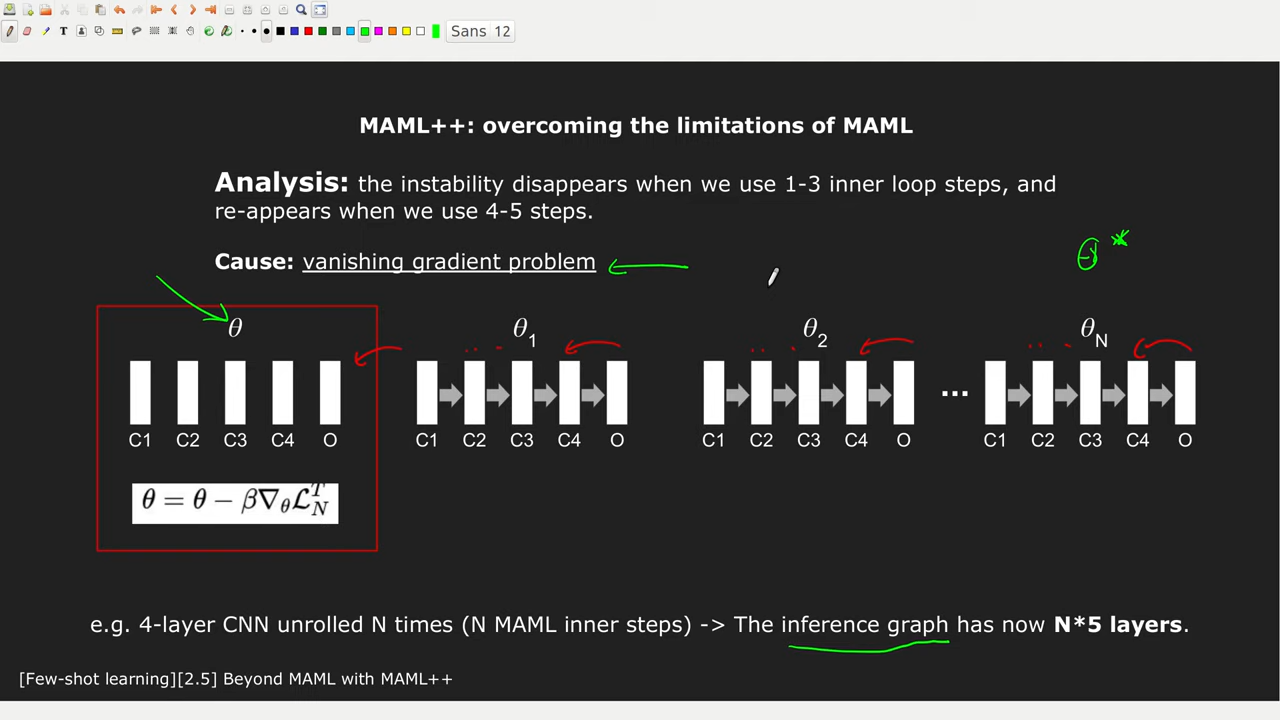 Sans 12
MAML++: overcoming the limitations of MAML
Analysis: the instability disappears when we use 1-3 inner loop steps, and
re-appears when we use 4-5 steps.
Cause: vanishing gradient problem
θ*
θ θ₁ θ₂ θ_N
...
C1 C2 C3 C4 O C1 C2 C3 C4 O C1 C2 C3 C4 O C1 C2 C3 C4 O
θ = θ − β∇_θ ℒ_N^T
e.g. 4-layer CNN unrolled N times (N MAML inner steps) -> The inference graph has now N*5 layers.
[Few-shot learning][2.5] Beyond MAML with MAML++